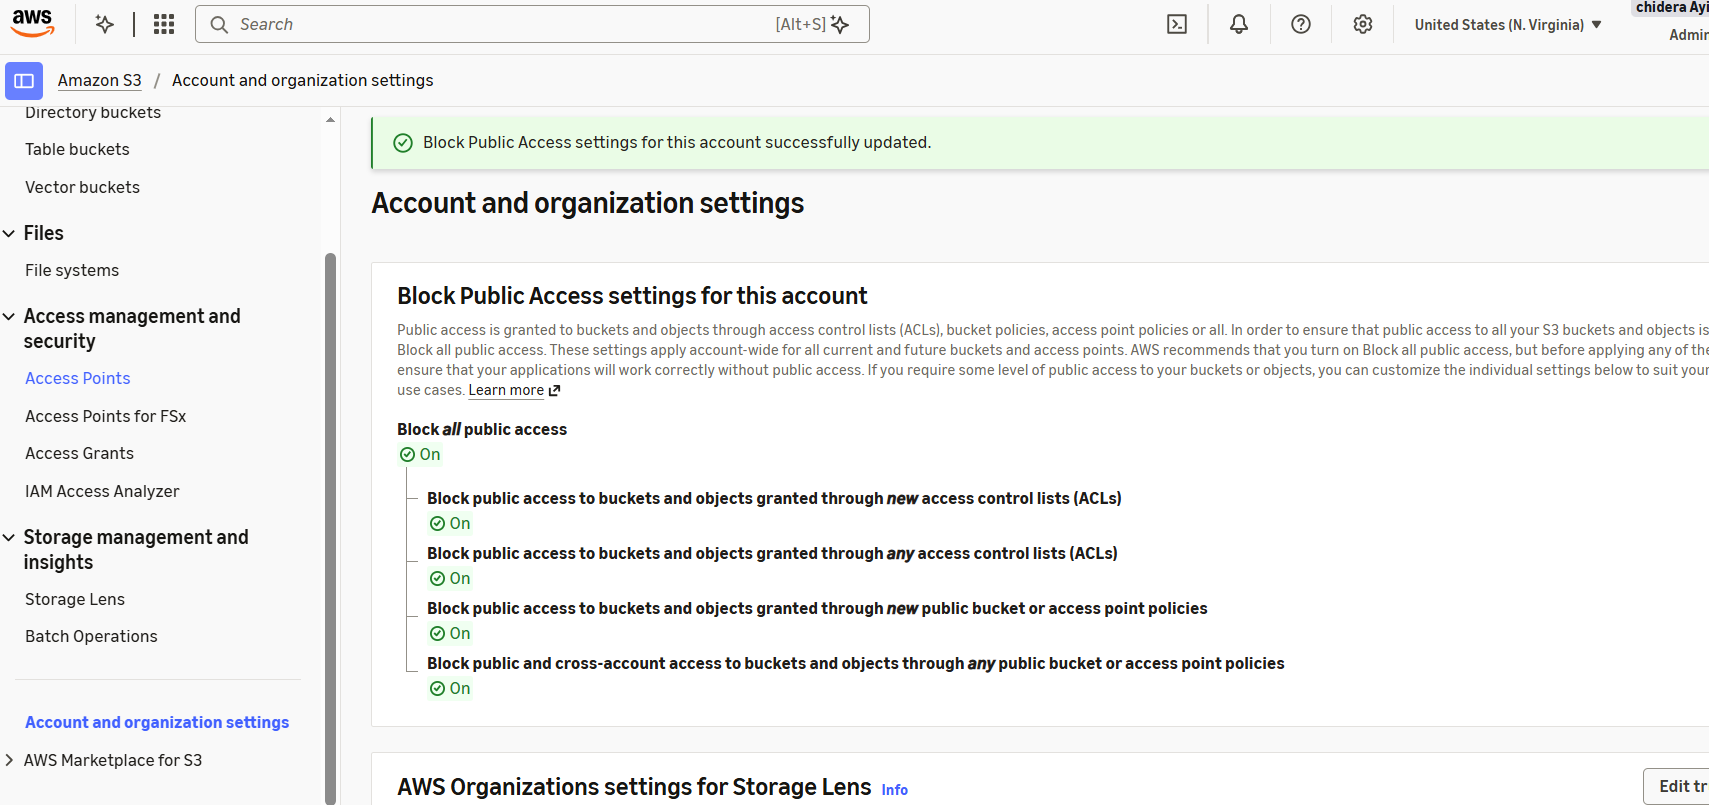 aws
Search
[Alt+S]
United States (N. Virginia)
chidera Ayi
Admin
Amazon S3 / Account and organization settings
Directory buckets
Table buckets
Vector buckets
Files
File systems
Access management and
security
Access Points
Access Points for FSx
Access Grants
IAM Access Analyzer
Storage management and
insights
Storage Lens
Batch Operations
Account and organization settings
AWS Marketplace for S3
Block Public Access settings for this account successfully updated.
Account and organization settings
Block Public Access settings for this account
Public access is granted to buckets and objects through access control lists (ACLs), bucket policies, access point policies or all. In order to ensure that public access to all your S3 buckets and objects is
Block all public access. These settings apply account-wide for all current and future buckets and access points. AWS recommends that you turn on Block all public access, but before applying any of the
ensure that your applications will work correctly without public access. If you require some level of public access to your buckets or objects, you can customize the individual settings below to suit your
use cases. Learn more
Block all public access
On
Block public access to buckets and objects granted through new access control lists (ACLs)
On
Block public access to buckets and objects granted through any access control lists (ACLs)
On
Block public access to buckets and objects granted through new public bucket or access point policies
On
Block public and cross-account access to buckets and objects through any public bucket or access point policies
On
AWS Organizations settings for Storage Lens Info
Edit tr